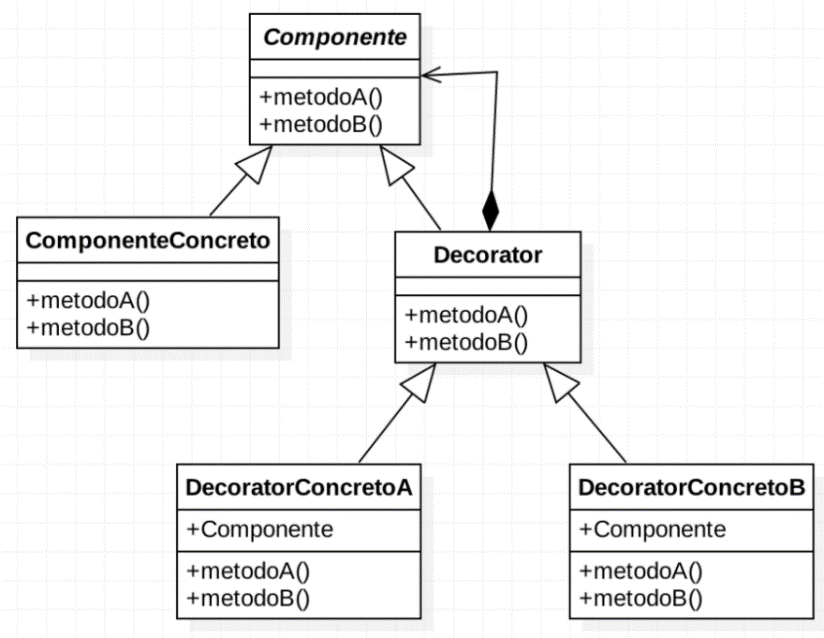 Componente
+metodoA()
+metodoB()
ComponenteConcreto
+metodoA()
+metodoB()
Decorator
+metodoA()
+metodoB()
DecoratorConcretoA
+Componente
+metodoA()
+metodoB()
DecoratorConcretoB
+Componente
+metodoA()
+metodoB()